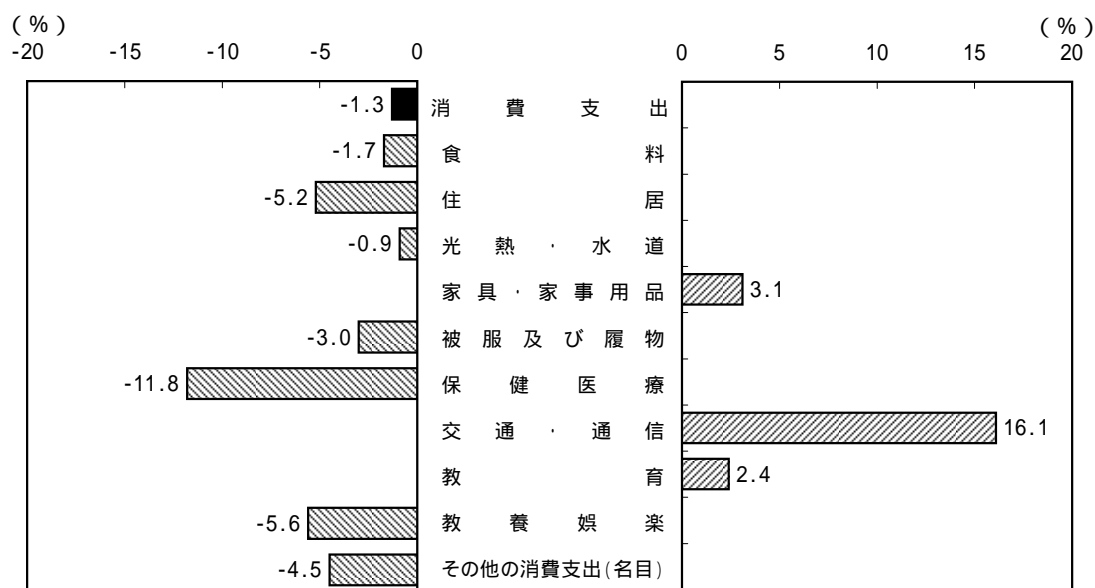 (%) (%)
-20 -15 -10 -5 0 0 5 10 15 20
-1.3 消費支出
-1.7 食料
-5.2 住居
-0.9 光熱・水道
家具・家事用品 3.1
-3.0 被服及び履物
-11.8 保健医療
交通・通信 16.1
教育 2.4
-5.6 教養娯楽
-4.5 その他の消費支出(名目)